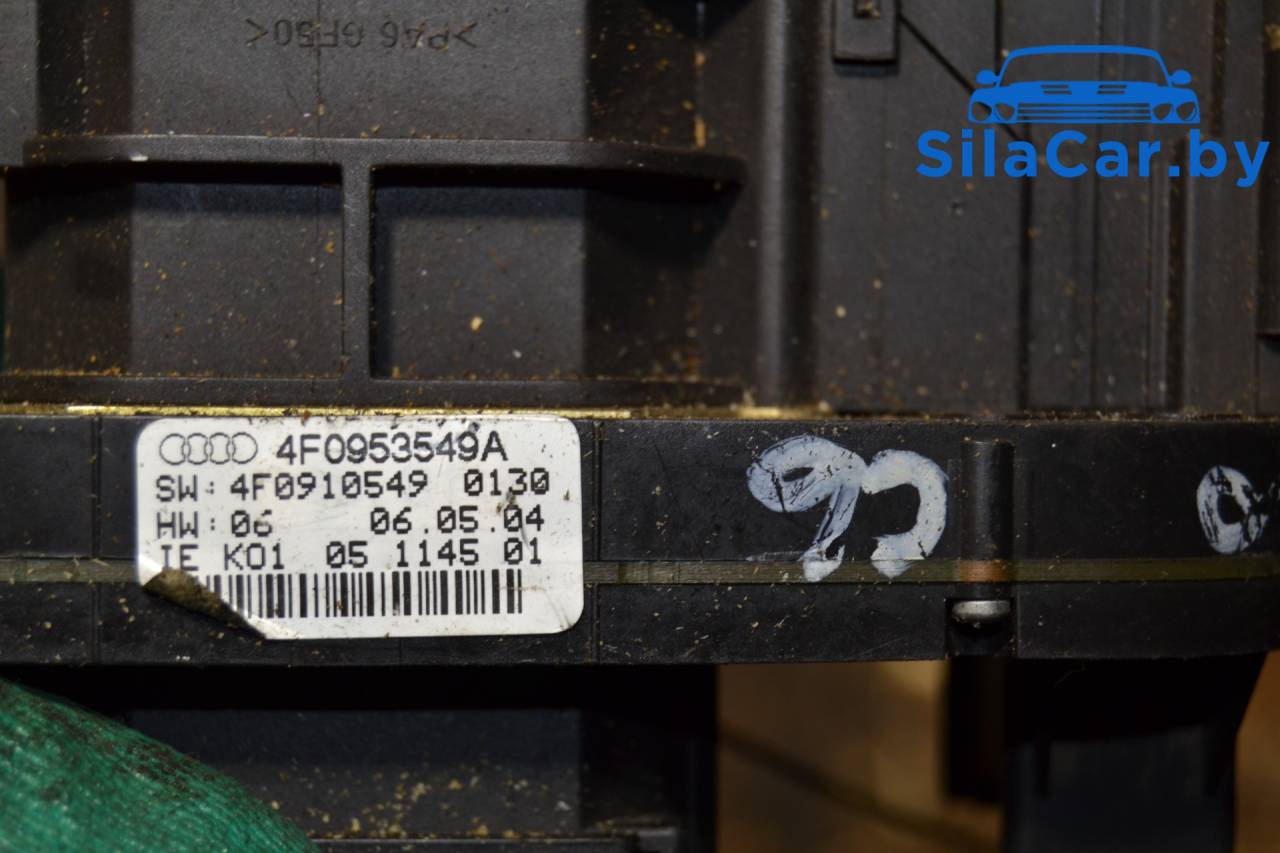 >PA6 GF50<
SilaCar.by
4F0953549A
SW: 4F0910549 0130
HW: 06 06.05.04
IE K01 05 1145 01